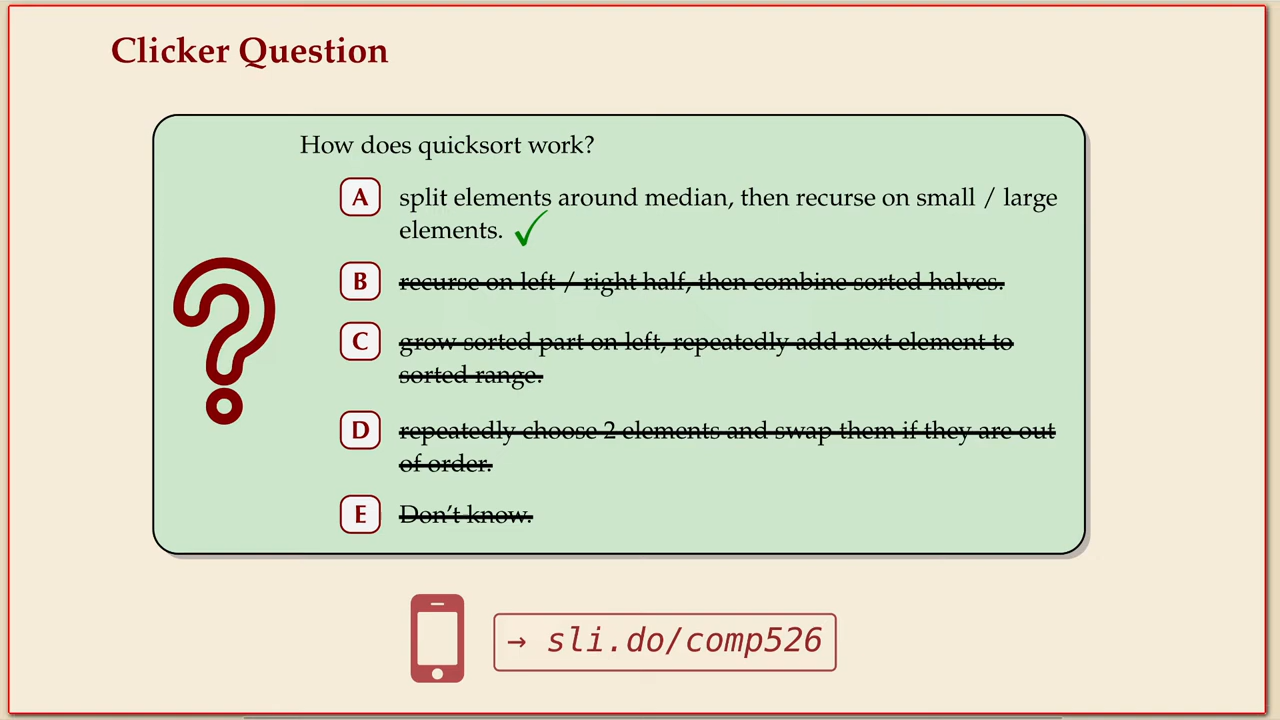 Clicker Question
How does quicksort work?
A split elements around median, then recurse on small / large
elements. ✓
B recurse on left / right half, then combine sorted halves.
C grow sorted part on left, repeatedly add next element to
sorted range.
D repeatedly choose 2 elements and swap them if they are out
of order.
E Don’t know.
→ sli.do/comp526